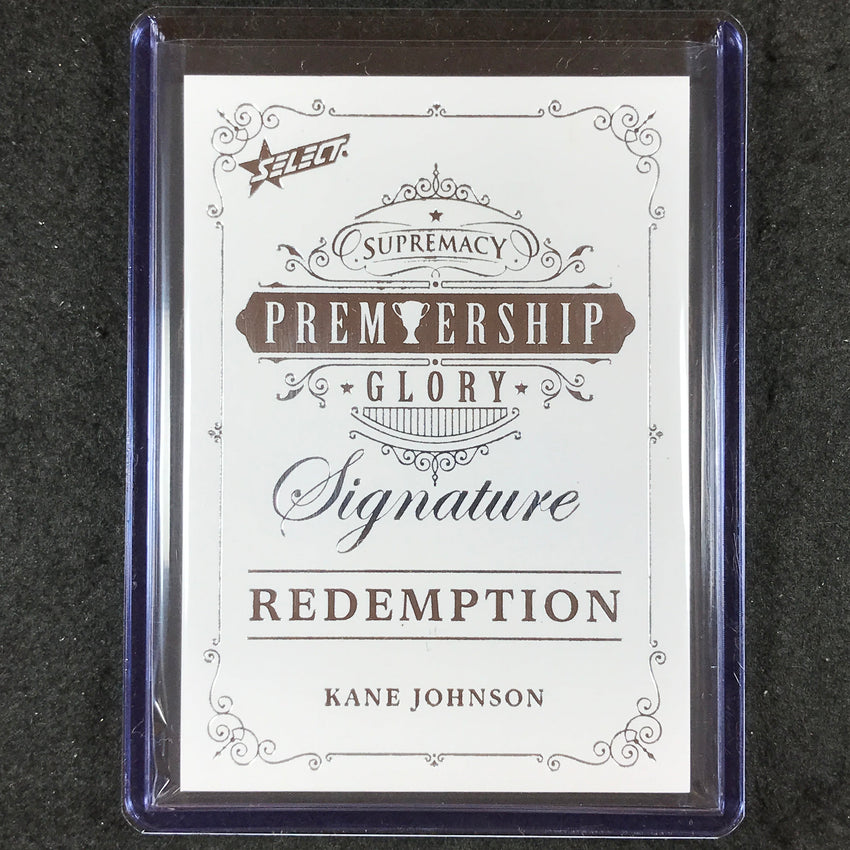 SELECT
SUPREMACY
PREMIERSHIP
GLORY
Signature
REDEMPTION
KANE JOHNSON